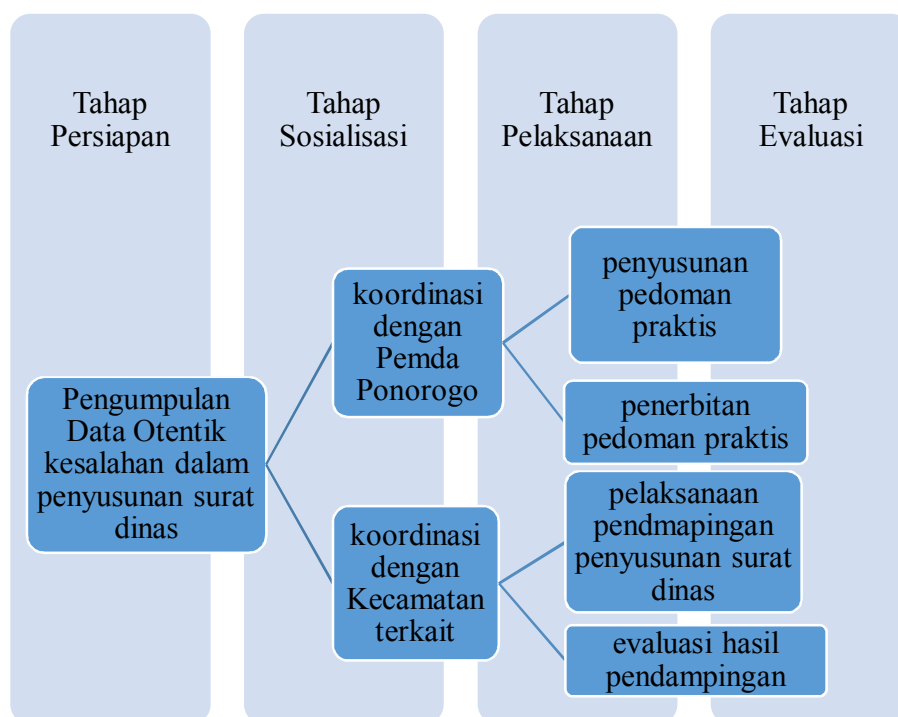 Tahap
Persiapan
Tahap
Sosialisasi
Tahap
Pelaksanaan
Tahap
Evaluasi
Pengumpulan
Data Otentik
kesalahan dalam
penyusunan surat
dinas
koordinasi
dengan
Pemda
Ponorogo
koordinasi
dengan
Kecamatan
terkait
penyusunan
pedoman
praktis
penerbitan
pedoman praktis
pelaksanaan
pendmapingan
penyusunan surat
dinas
evaluasi hasil
pendampingan